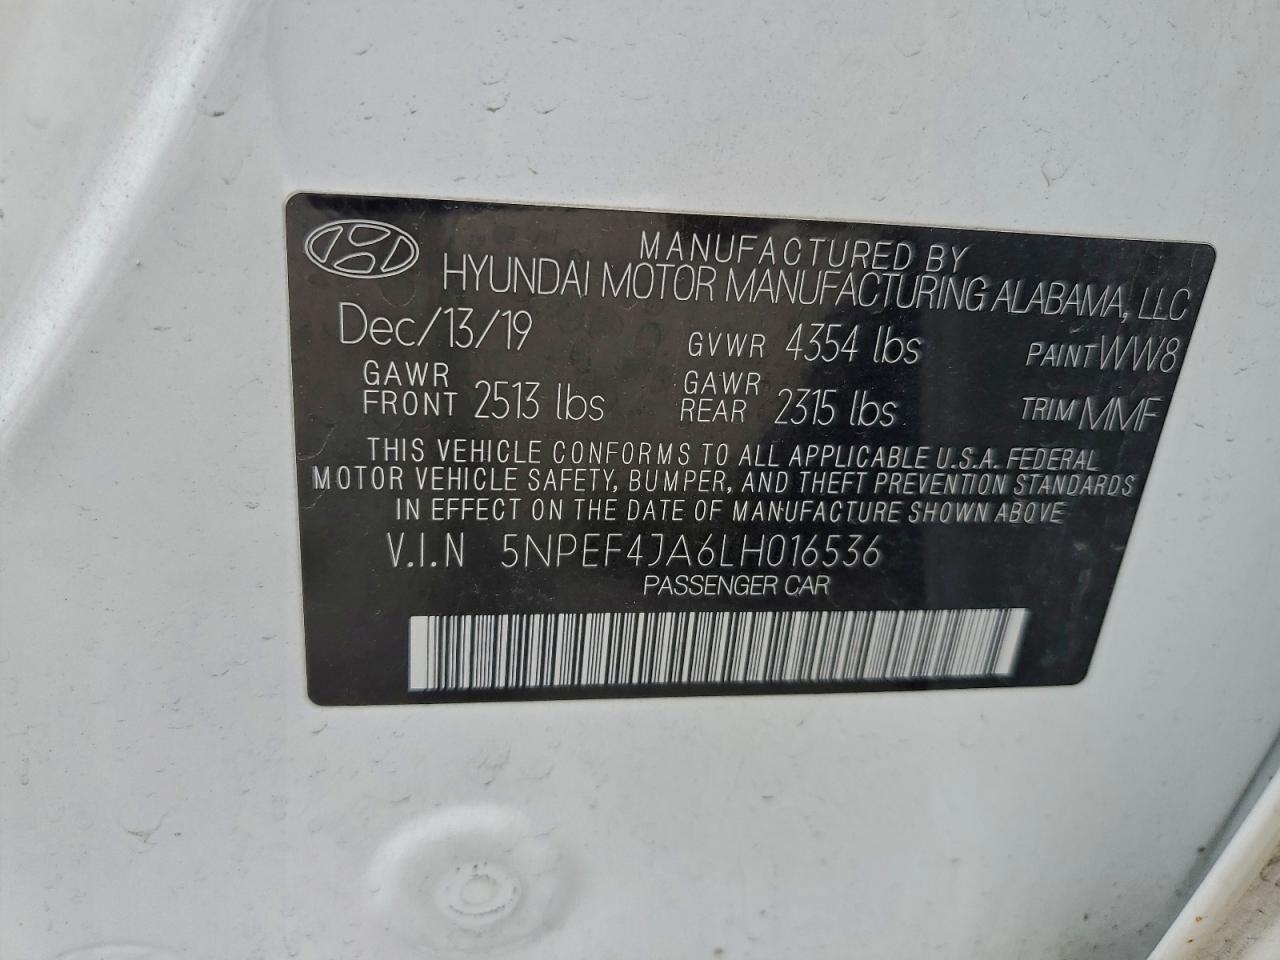 MANUFACTURED BY
HYUNDAI MOTOR MANUFACTURING ALABAMA, LLC
Dec/13/19 GVWR 4354 lbs PAINT WW8
GAWR FRONT 2513 lbs GAWR REAR 2315 lbs TRIM MMF
THIS VEHICLE CONFORMS TO ALL APPLICABLE U.S.A. FEDERAL
MOTOR VEHICLE SAFETY, BUMPER, AND THEFT PREVENTION STANDARDS
IN EFFECT ON THE DATE OF MANUFACTURE SHOWN ABOVE
V.I.N 5NPEF4JA6LH016536
PASSENGER CAR